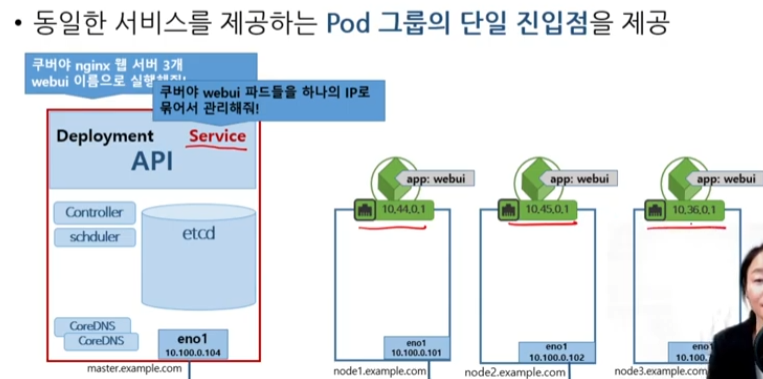 • 동일한 서비스를 제공하는 Pod 그룹의 단일 진입점을 제공
쿠버야 nginx 웹 서버 3개
webui 이름으로 실행해줘!
쿠버야 webui 파드들을 하나의 IP로
묶어서 관리해줘!
Deployment
Service
API
Controller
schduler
etcd
CoreDNS
CoreDNS
eno1
10.100.0.104
master.example.com
app: webui
10,44,0,1
eno1
10.100.0.101
node1.example.com
app: webui
10,45,0,1
eno1
10.100.0.102
node2.example.com
app: webui
10,36,0,1
node3.example.com